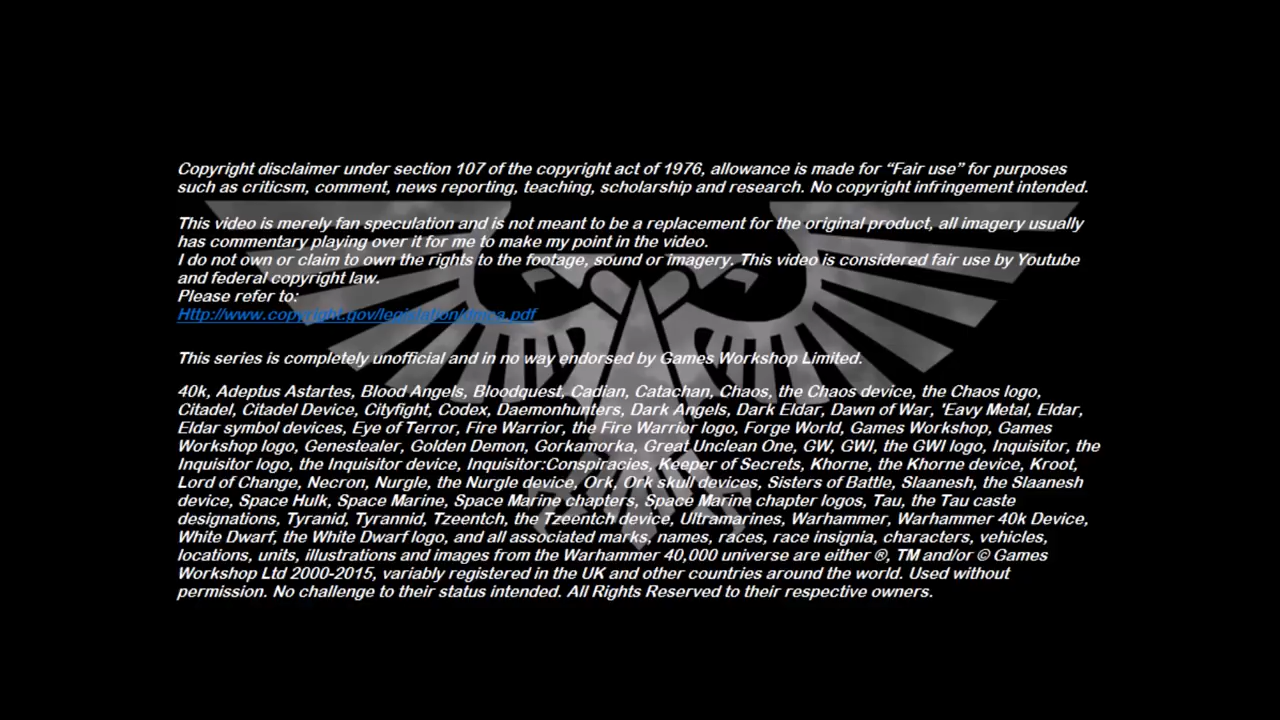 Copyright disclaimer under section 107 of the copyright act of 1976, allowance is made for “Fair use” for purposes
such as criticsm, comment, news reporting, teaching, scholarship and research. No copyright infringement intended.
This video is merely fan speculation and is not meant to be a replacement for the original product, all imagery usually
has commentary playing over it for me to make my point in the video.
I do not own or claim to own the rights to the footage, sound or imagery. This video is considered fair use by Youtube
and federal copyright law.
Please refer to:
Http://www.copyright.gov/legislation/dmca.pdf
This series is completely unofficial and in no way endorsed by Games Workshop Limited.
40k, Adeptus Astartes, Blood Angels, Bloodquest, Cadian, Catachan, Chaos, the Chaos device, the Chaos logo,
Citadel, Citadel Device, Cityfight, Codex, Daemonhunters, Dark Angels, Dark Eldar, Dawn of War, 'Eavy Metal, Eldar,
Eldar symbol devices, Eye of Terror, Fire Warrior, the Fire Warrior logo, Forge World, Games Workshop, Games
Workshop logo, Genestealer, Golden Demon, Gorkamorka, Great Unclean One, GW, GWI, the GWI logo, Inquisitor, the
Inquisitor logo, the Inquisitor device, Inquisitor:Conspiracies, Keeper of Secrets, Khorne, the Khorne device, Kroot,
Lord of Change, Necron, Nurgle, the Nurgle device, Ork, Ork skull devices, Sisters of Battle, Slaanesh, the Slaanesh
device, Space Hulk, Space Marine, Space Marine chapters, Space Marine chapter logos, Tau, the Tau caste
designations, Tyranid, Tyrannid, Tzeentch, the Tzeentch device, Ultramarines, Warhammer, Warhammer 40k Device,
White Dwarf, the White Dwarf logo, and all associated marks, names, races, race insignia, characters, vehicles,
locations, units, illustrations and images from the Warhammer 40,000 universe are either ®, TM and/or © Games
Workshop Ltd 2000-2015, variably registered in the UK and other countries around the world. Used without
permission. No challenge to their status intended. All Rights Reserved to their respective owners.